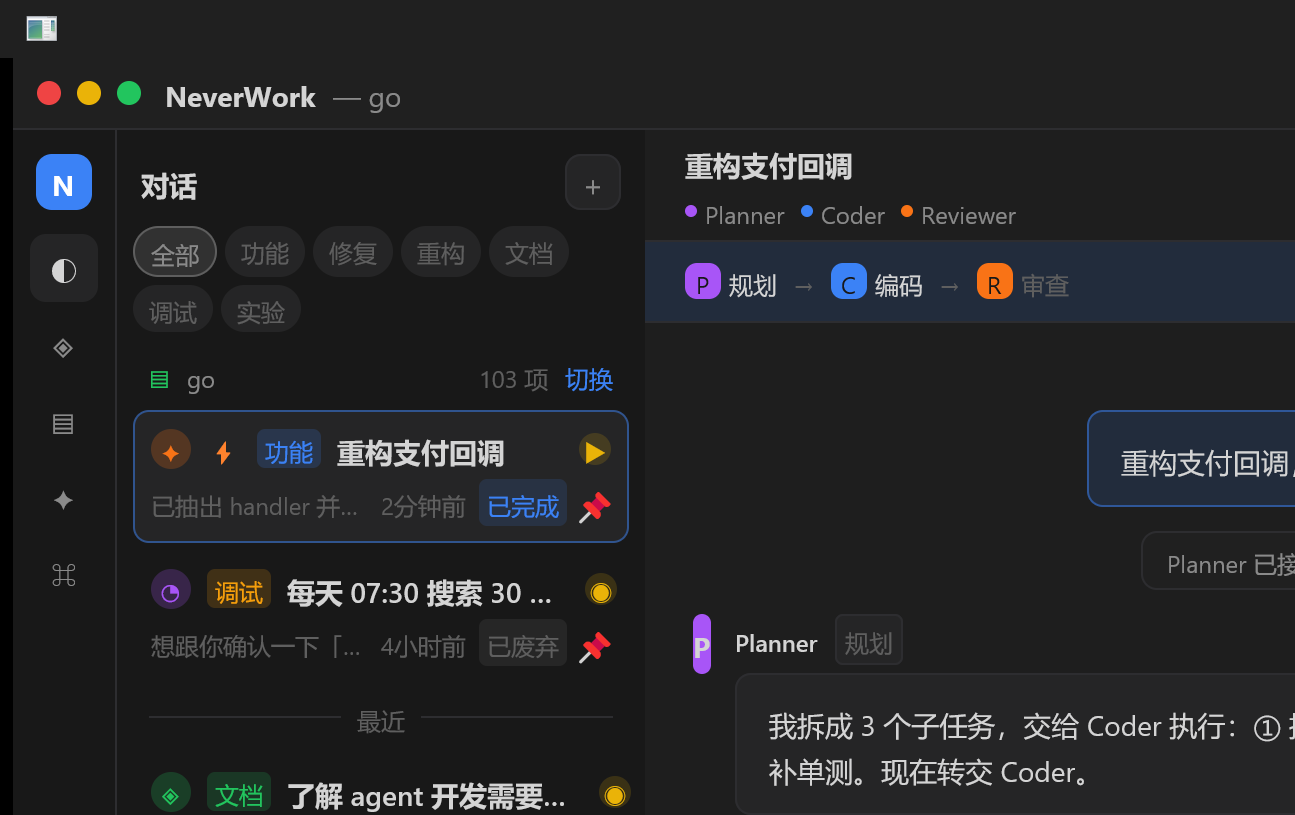 NeverWork — go
N
对话
+
全部 功能 修复 重构 文档
调试 实验
go 103 项 切换
功能 重构支付回调
已抽出 handler 并... 2分钟前 已完成
调试 每天 07:30 搜索 30 ...
想跟你确认一下「... 4小时前 已废弃
最近
文档 了解 agent 开发需要...
重构支付回调
Planner Coder Reviewer
P 规划 → C 编码 → R 审查
重构支付回调,
Planner 已接
P Planner 规划
我拆成 3 个子任务，交给 Coder 执行：①
补单测。现在转交 Coder。